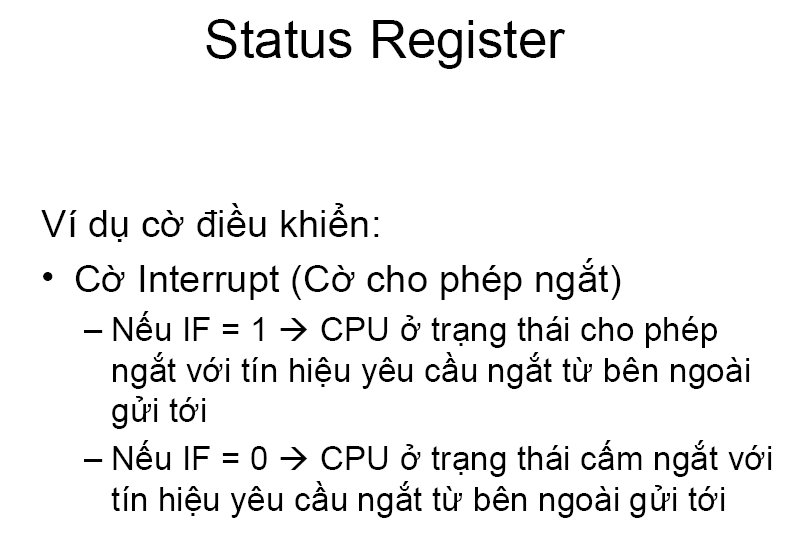 Status Register
Ví dụ cờ điều khiển:
• Cờ Interrupt (Cờ cho phép ngắt)
– Nếu IF = 1 → CPU ở trạng thái cho phép
ngắt với tín hiệu yêu cầu ngắt từ bên ngoài
gửi tới
– Nếu IF = 0 → CPU ở trạng thái cấm ngắt với
tín hiệu yêu cầu ngắt từ bên ngoài gửi tới